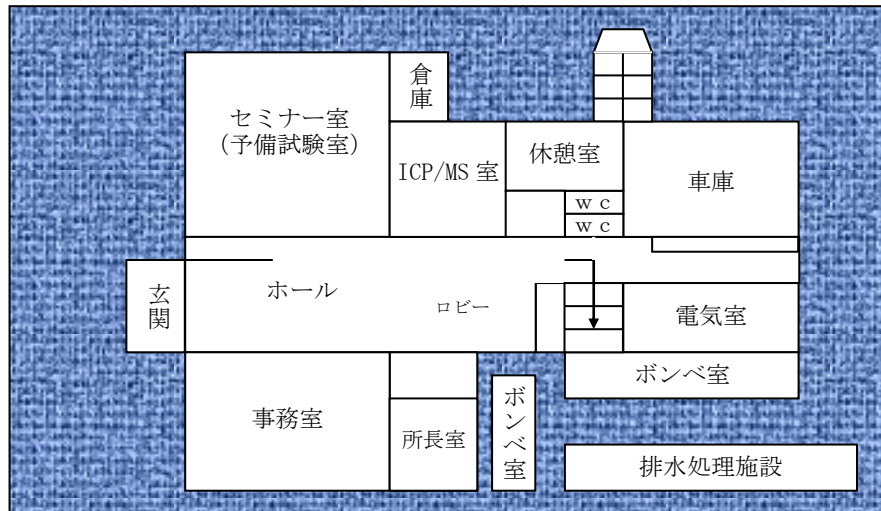 倉庫
セミナー室
(予備試験室)
休憩室
ICP/MS 室
車庫
ｗｃ
ｗｃ
玄関
ホール
ロビー
電気室
ボンベ室
ボンベ室
事務室
所長室
排水処理施設